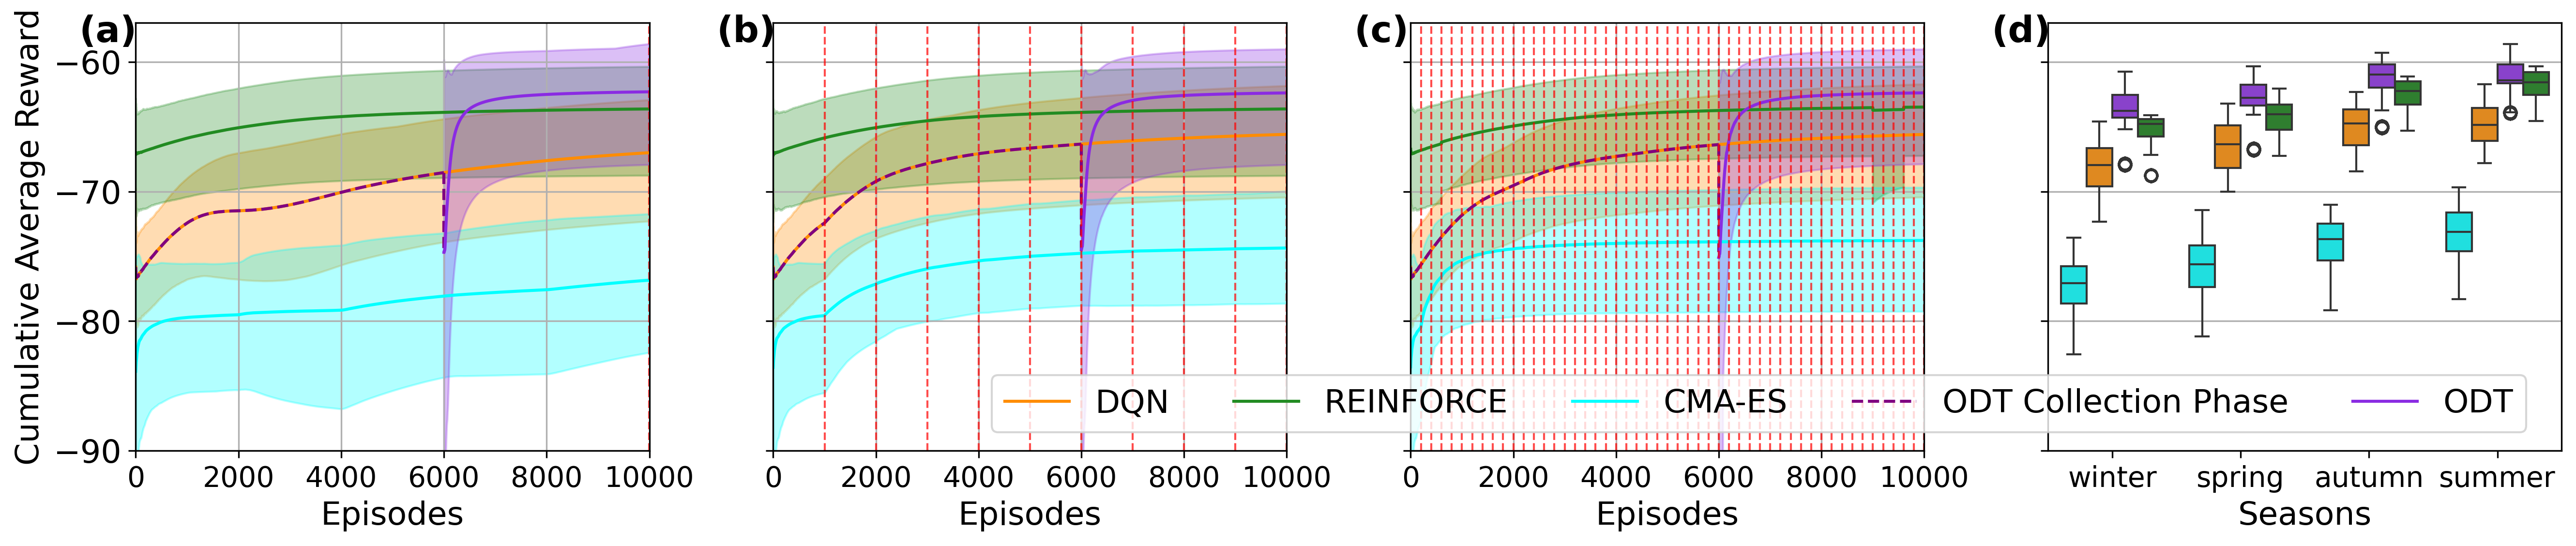 (a) (b) (c) (d)
Cumulative Average Reward
−60
−70
−80
−90
0 2000 4000 6000 8000 10000
Episodes
0 2000 4000 6000 8000 10000
Episodes
0 2000 4000 6000 8000 10000
Episodes
winter spring autumn summer
Seasons
DQN REINFORCE CMA-ES ODT Collection Phase ODT